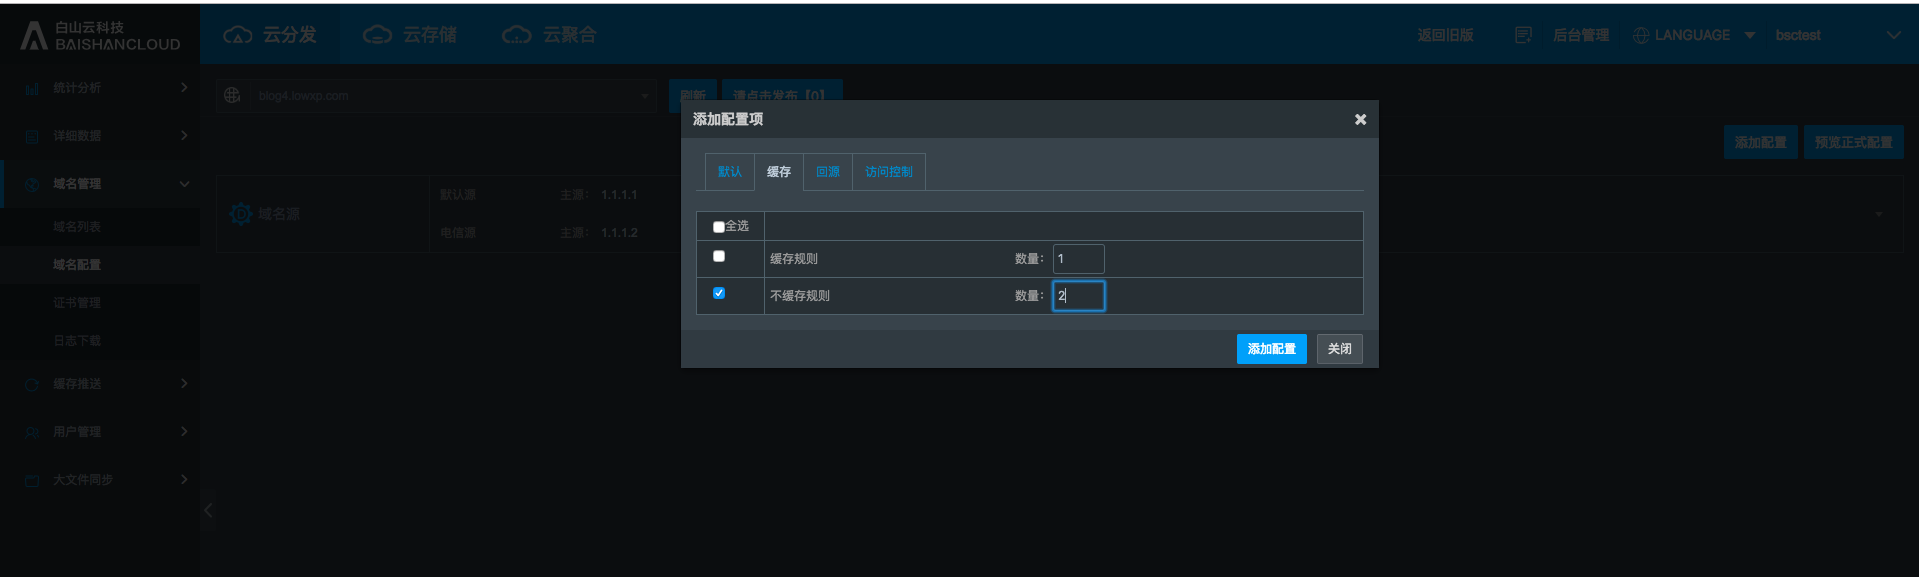 白山云科技
BAISHANCLOUD
云分发
云存储
云聚合
返回旧版
后台管理
LANGUAGE
bsctest
统计分析
详细数据
域名管理
域名列表
域名配置
证书管理
日志下载
缓存推送
用户管理
大文件同步
blog4.lowxp.com
刷新
请点击发布【0】
添加配置
预览正式配置
域名源
默认源 主源： 1.1.1.1
电信源 主源： 1.1.1.2
添加配置项
默认
缓存
回源
访问控制
全选
缓存规则 数量： 1
不缓存规则 数量： 2
添加配置
关闭